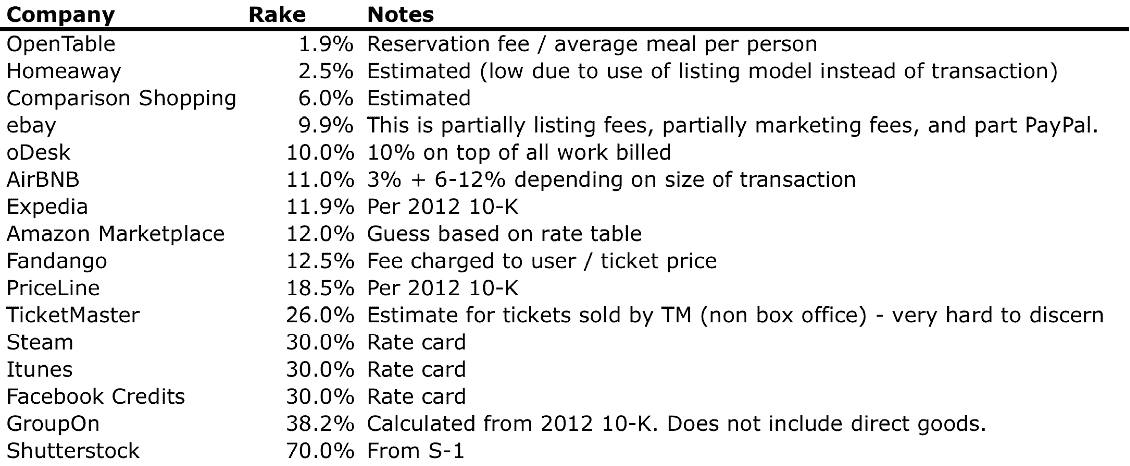 Company Rake Notes
OpenTable 1.9% Reservation fee / average meal per person
Homeaway 2.5% Estimated (low due to use of listing model instead of transaction)
Comparison Shopping 6.0% Estimated
ebay 9.9% This is partially listing fees, partially marketing fees, and part PayPal.
oDesk 10.0% 10% on top of all work billed
AirBNB 11.0% 3% + 6-12% depending on size of transaction
Expedia 11.9% Per 2012 10-K
Amazon Marketplace 12.0% Guess based on rate table
Fandango 12.5% Fee charged to user / ticket price
PriceLine 18.5% Per 2012 10-K
TicketMaster 26.0% Estimate for tickets sold by TM (non box office) - very hard to discern
Steam 30.0% Rate card
Itunes 30.0% Rate card
Facebook Credits 30.0% Rate card
GroupOn 38.2% Calculated from 2012 10-K. Does not include direct goods.
Shutterstock 70.0% From S-1